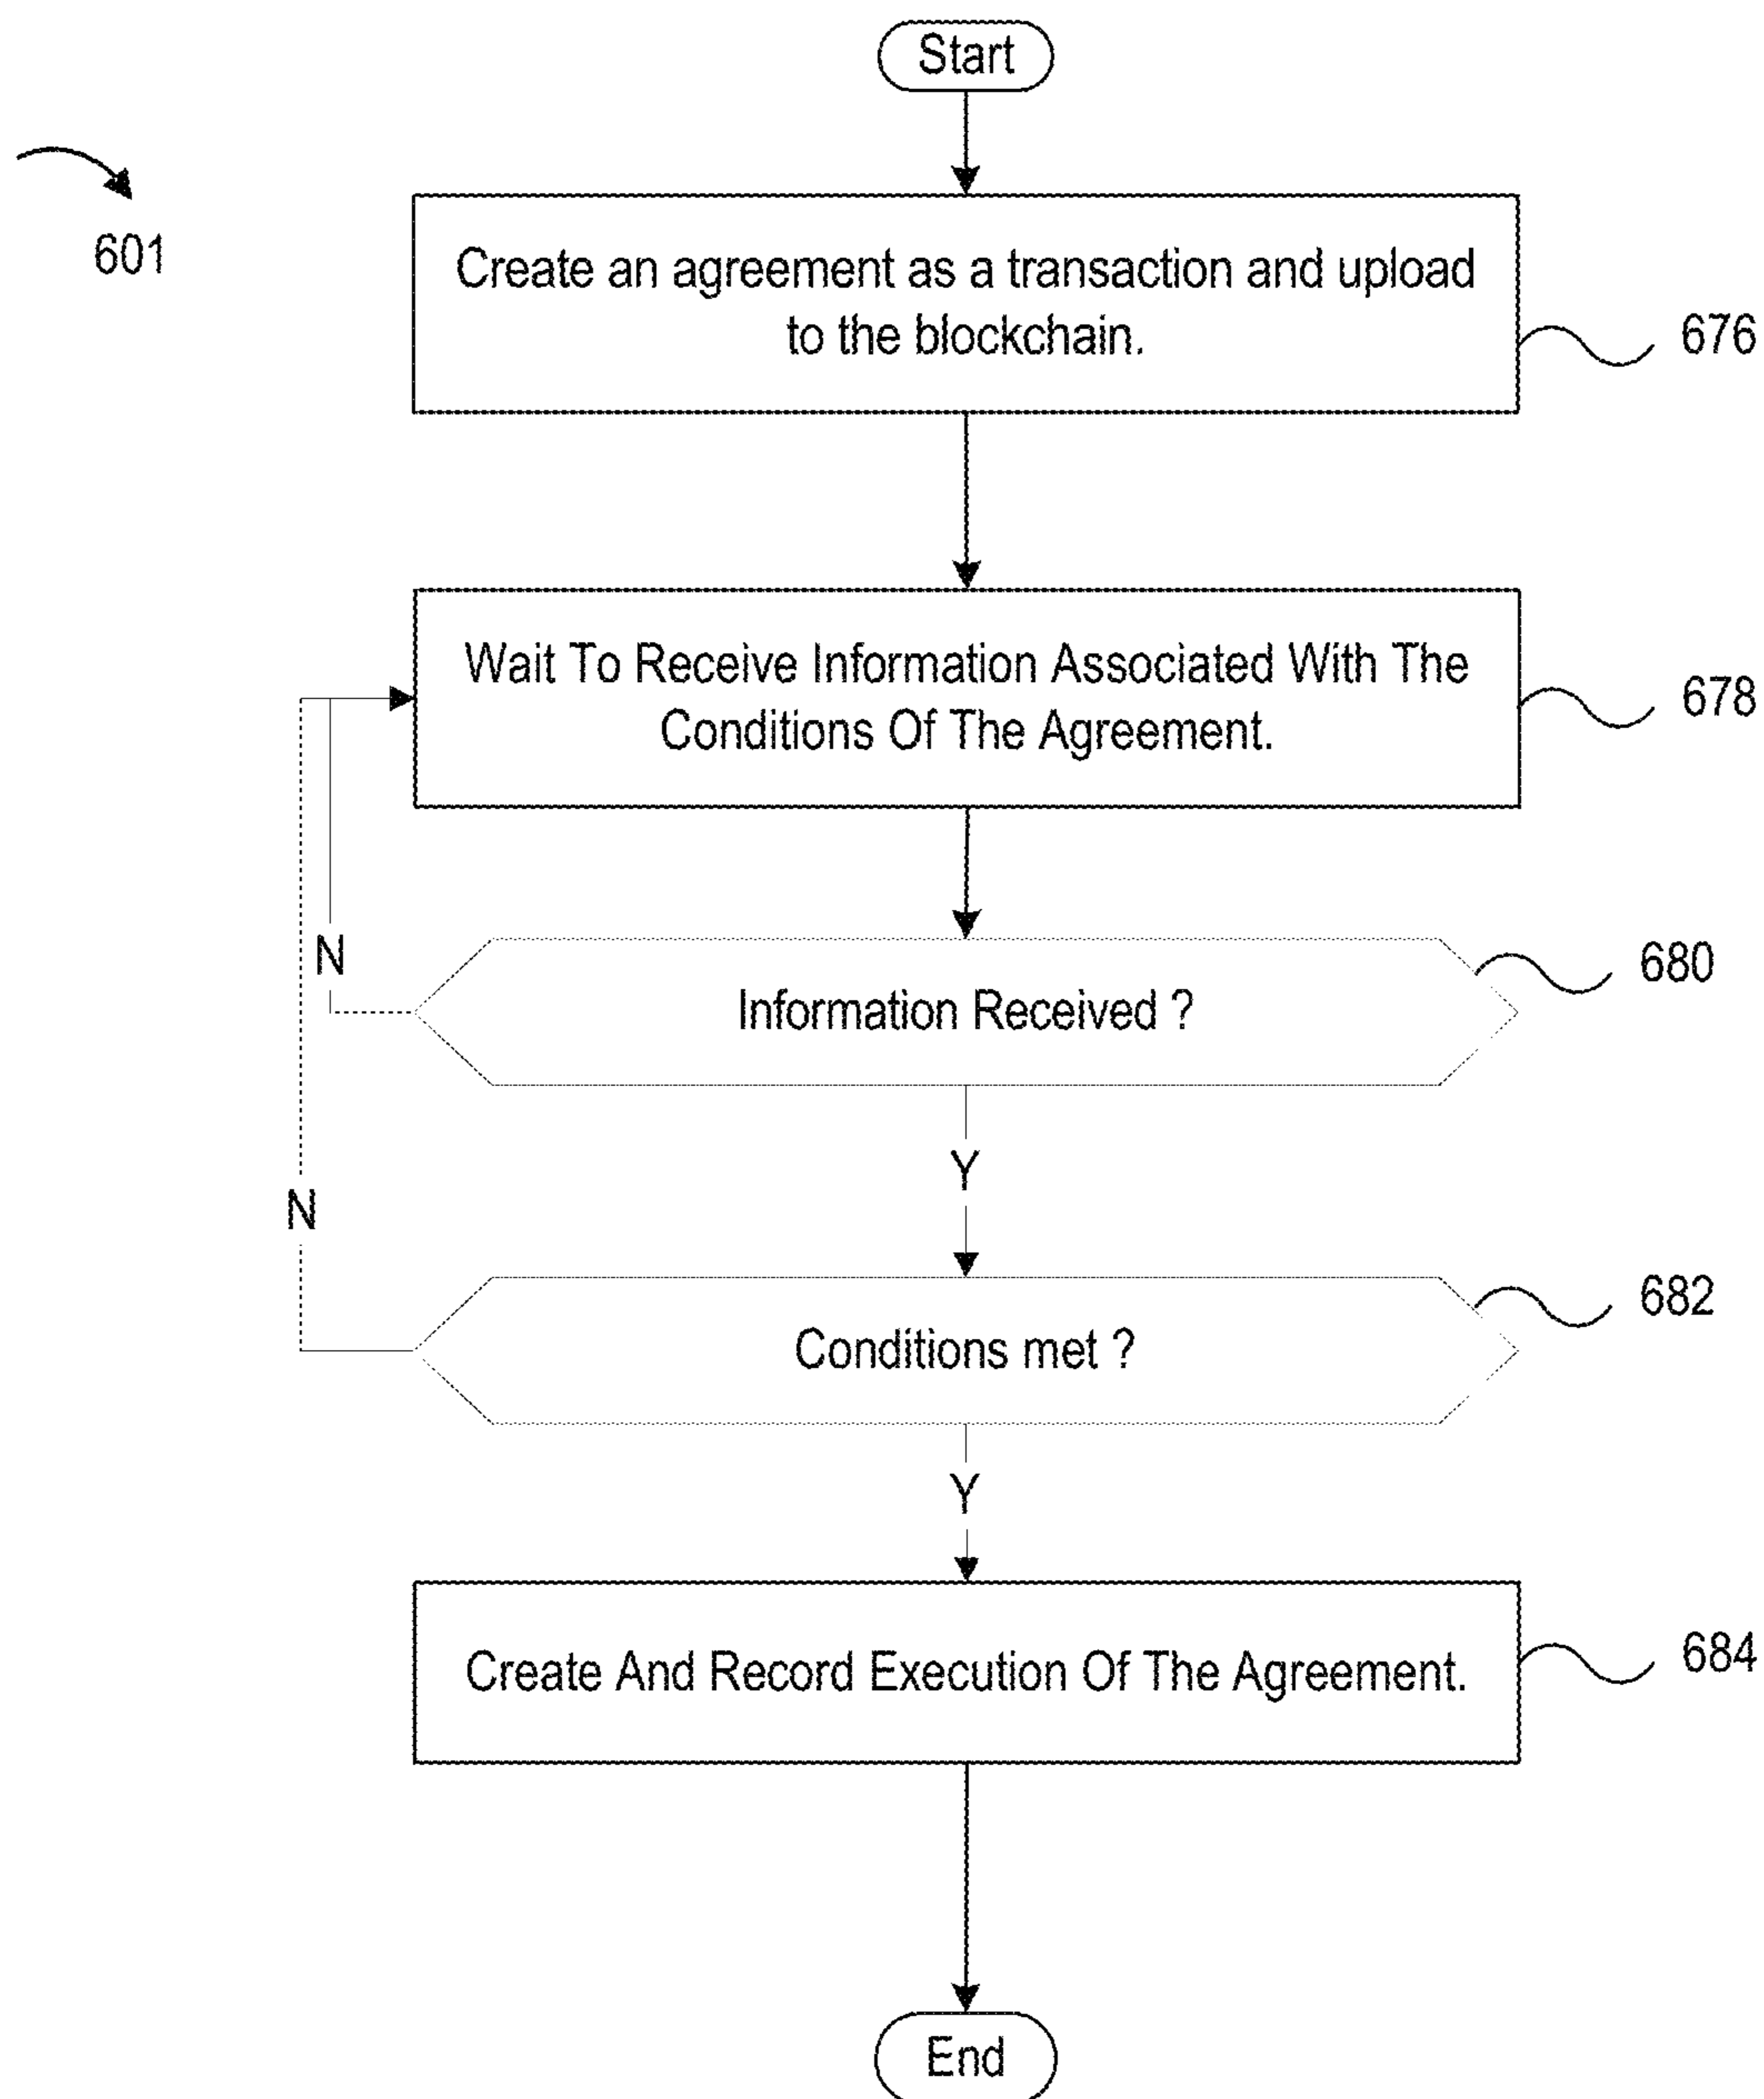 Start
601
Create an agreement as a transaction and upload
to the blockchain.
676
Wait To Receive Information Associated With The
Conditions Of The Agreement.
678
N
Information Received ?
680
Y
N
Conditions met ?
682
Y
Create And Record Execution Of The Agreement.
684
End